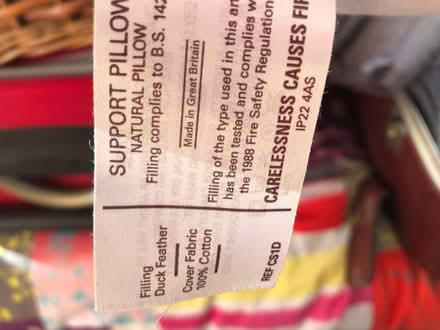 SUPPORT PILLOW
NATURAL PILLOW
Filling complies to B.S. 142
Made in Great Britain
Filling of the type used in this
has been tested and complies
the 1988 Fire Safety Regulation
CARELESSNESS CAUSES
IP22 4AS
Filling
Duck Feather
Cover Fabric
100% Cotton
REF CS1D